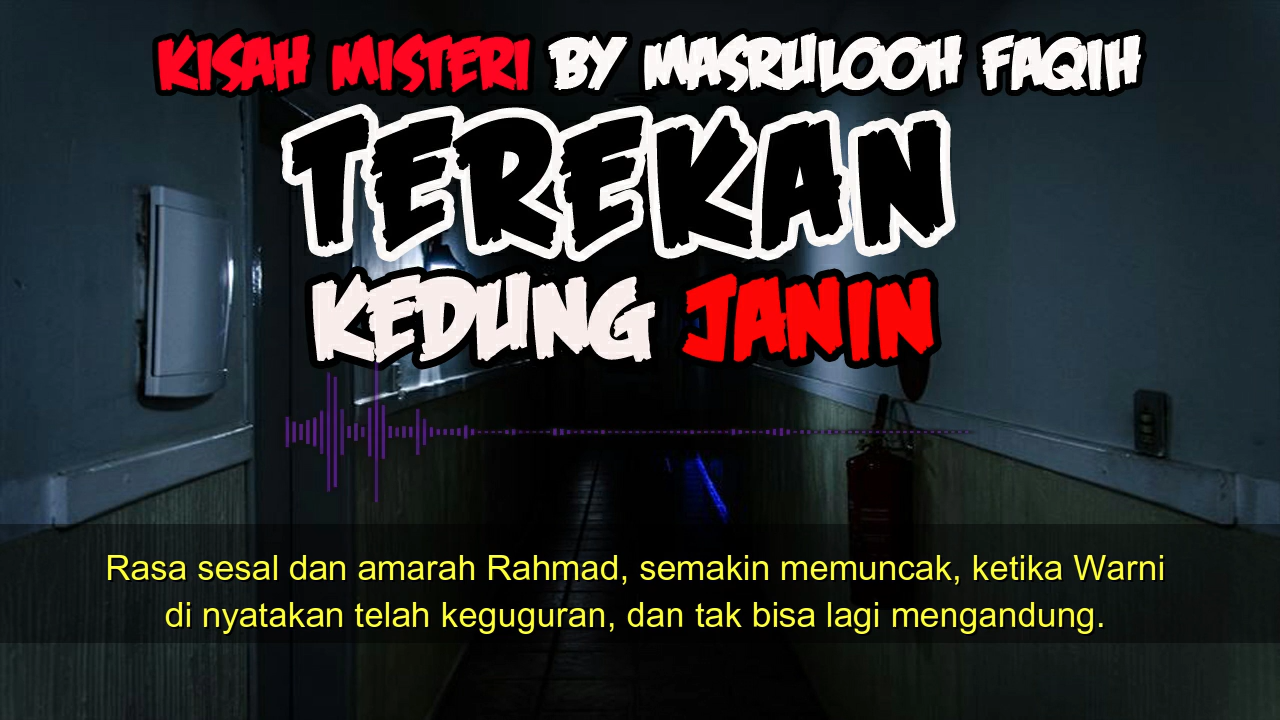 KISAH MISTERI BY MASRULOOH FAQIH
TEREKAN
KEDUNG JANIN
Rasa sesal dan amarah Rahmad, semakin memuncak, ketika Warni
di nyatakan telah keguguran, dan tak bisa lagi mengandung.